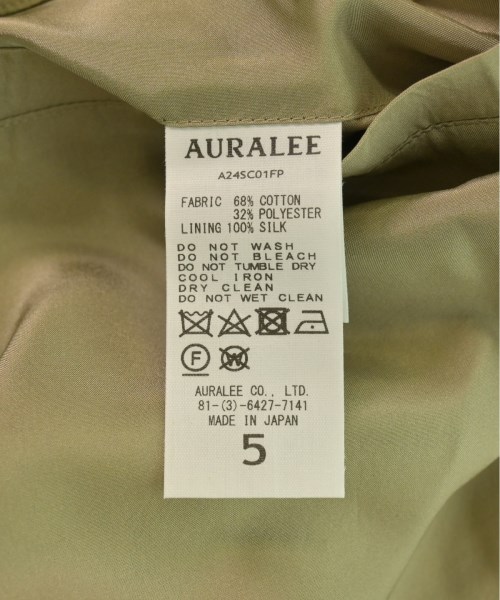 AURALEE
A24SC01FP
FABRIC 68% COTTON
32% POLYESTER
LINING 100% SILK
DO NOT WASH
DO NOT BLEACH
DO NOT TUMBLE DRY
COOL IRON
DRY CLEAN
DO NOT WET CLEAN
F W
AURALEE CO., LTD.
81-(3)-6427-7141
MADE IN JAPAN
5